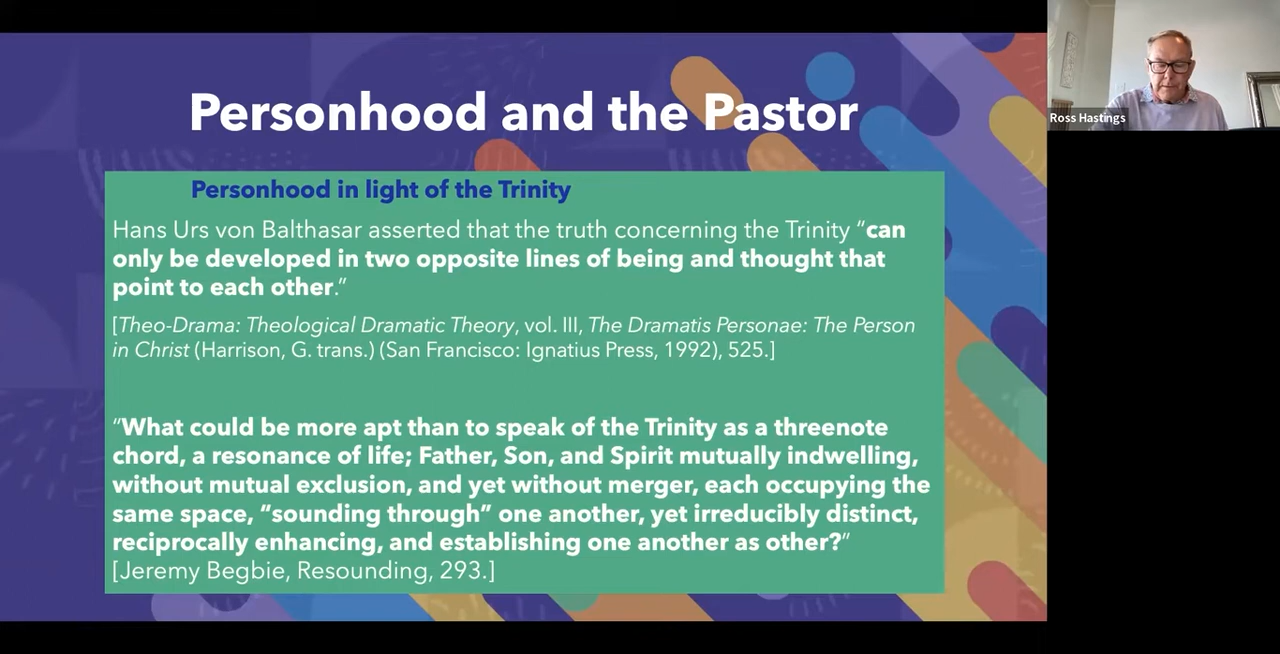 Personhood and the Pastor
Ross Hastings
Personhood in light of the Trinity
Hans Urs von Balthasar asserted that the truth concerning the Trinity “can
only be developed in two opposite lines of being and thought that
point to each other.”
[Theo-Drama: Theological Dramatic Theory, vol. III, The Dramatis Personae: The Person
in Christ (Harrison, G. trans.) (San Francisco: Ignatius Press, 1992), 525.]
“What could be more apt than to speak of the Trinity as a threenote
chord, a resonance of life; Father, Son, and Spirit mutually indwelling,
without mutual exclusion, and yet without merger, each occupying the
same space, “sounding through” one another, yet irreducibly distinct,
reciprocally enhancing, and establishing one another as other?”
[Jeremy Begbie, Resounding, 293.]